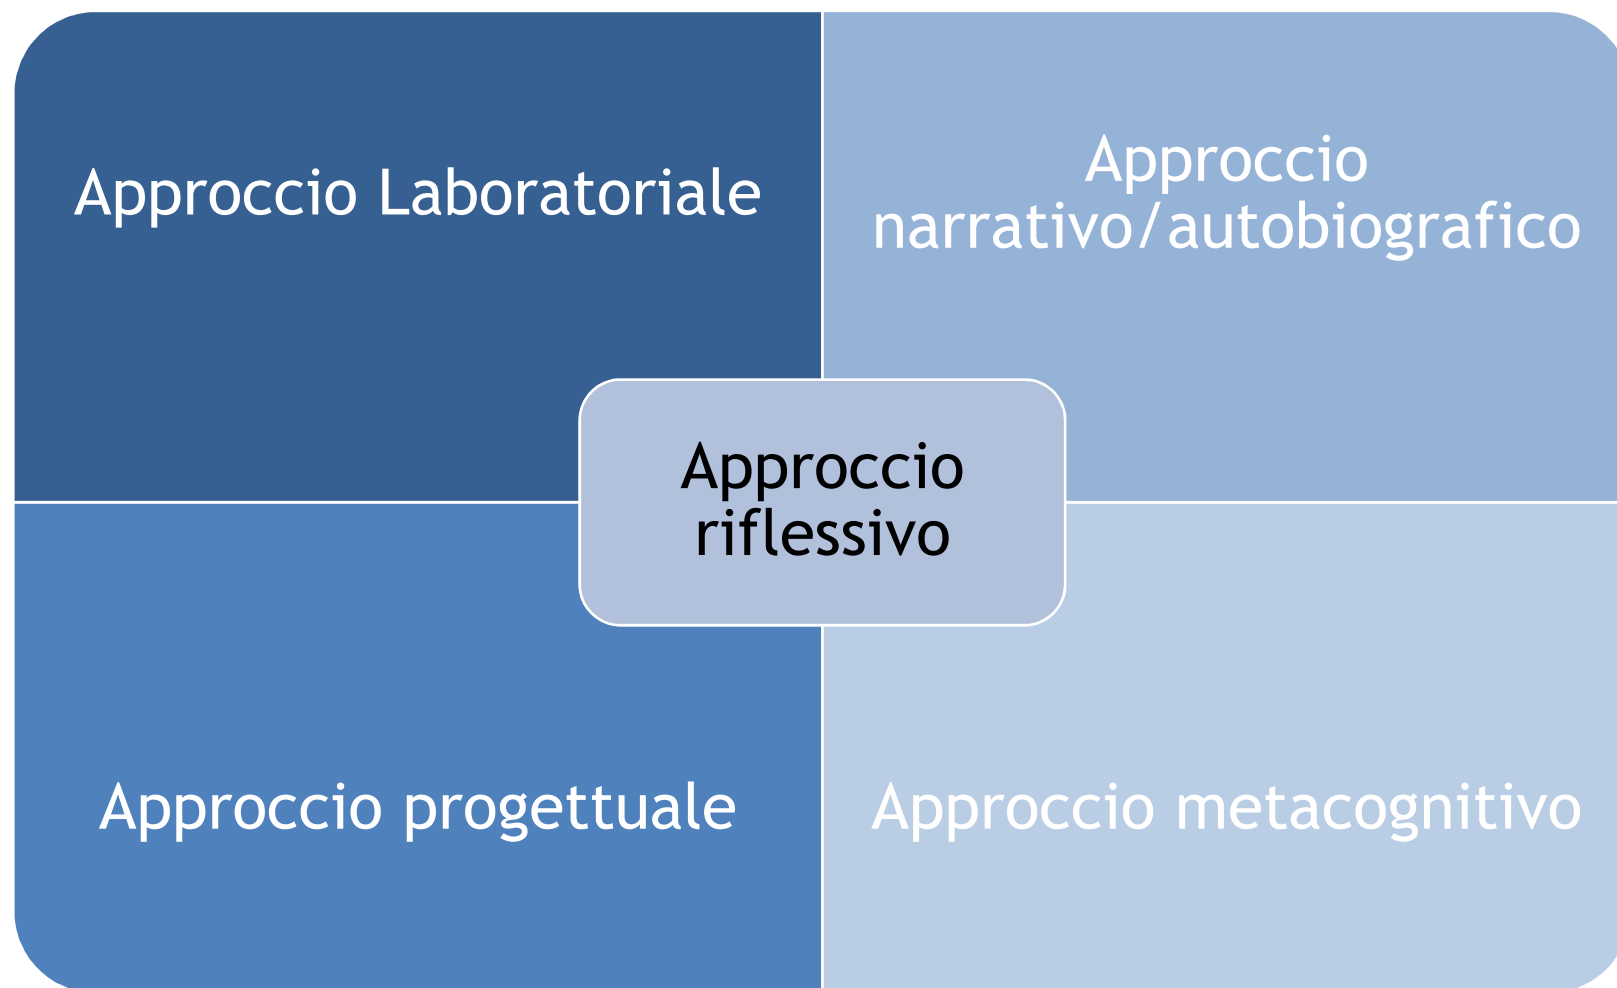 Approccio Laboratoriale
Approccio
narrativo/autobiografico
Approccio
riflessivo
Approccio progettuale
Approccio metacognitivo